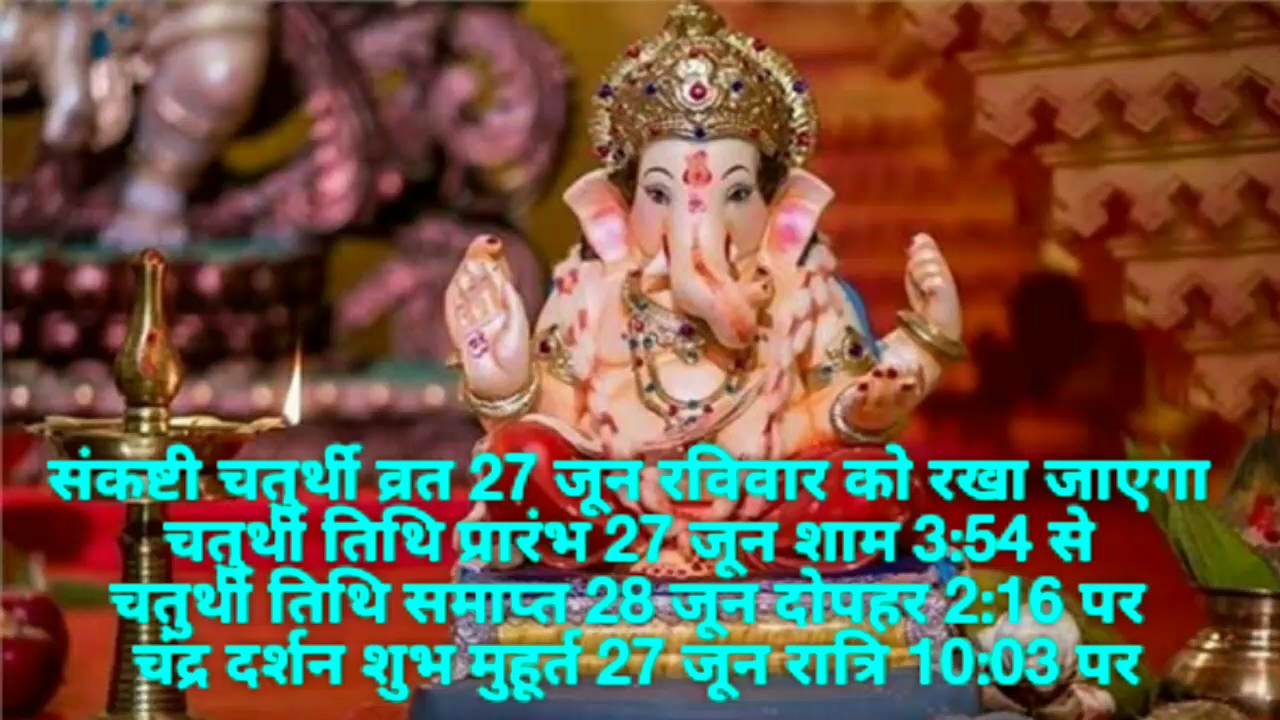 संकष्टी चतुर्थी व्रत 27 जून रविवार को रखा जाएगा
चतुर्थी तिथि प्रारंभ 27 जून शाम 3:54 से
चतुर्थी तिथि समाप्त 28 जून दोपहर 2:16 पर
चंद्र दर्शन शुभ मुहूर्त 27 जून रात्रि 10:03 पर